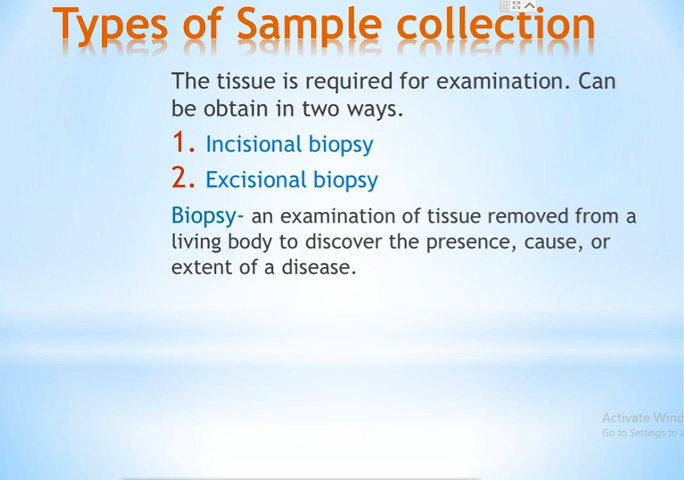 Types of Sample collection
The tissue is required for examination. Can
be obtain in two ways.
1. Incisional biopsy
2. Excisional biopsy
Biopsy- an examination of tissue removed from a
living body to discover the presence, cause, or
extent of a disease.
Activate Wind
Go to Settings to a